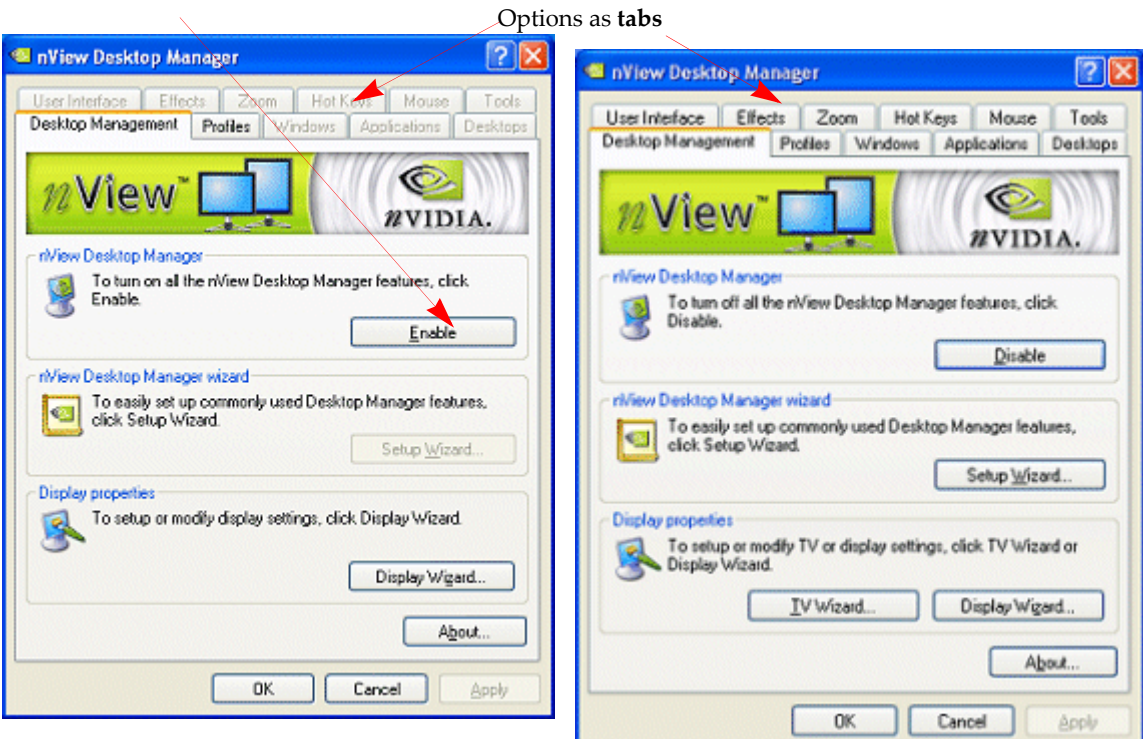 Options as tabs
nView Desktop Manager
User Interface Effects Zoom Hot Keys Mouse Tools
Desktop Management Profiles Windows Applications Desktops
nView™
nVIDIA.
nView Desktop Manager
To turn on all the nView Desktop Manager features, click
Enable.
Enable
nView Desktop Manager wizard
To easily set up commonly used Desktop Manager features,
click Setup Wizard.
Setup Wizard...
Display properties
To setup or modify display settings, click Display Wizard.
Display Wizard...
About...
OK Cancel Apply
nView Desktop Manager
User Interface Effects Zoom Hot Keys Mouse Tools
Desktop Management Profiles Windows Applications Desktops
nView™
nVIDIA.
nView Desktop Manager
To turn off all the nView Desktop Manager features, click
Disable.
Disable
nView Desktop Manager wizard
To easily set up commonly used Desktop Manager features,
click Setup Wizard.
Setup Wizard...
Display properties
To setup or modify TV or display settings, click TV Wizard or
Display Wizard.
TV Wizard... Display Wizard...
About...
OK Cancel Apply